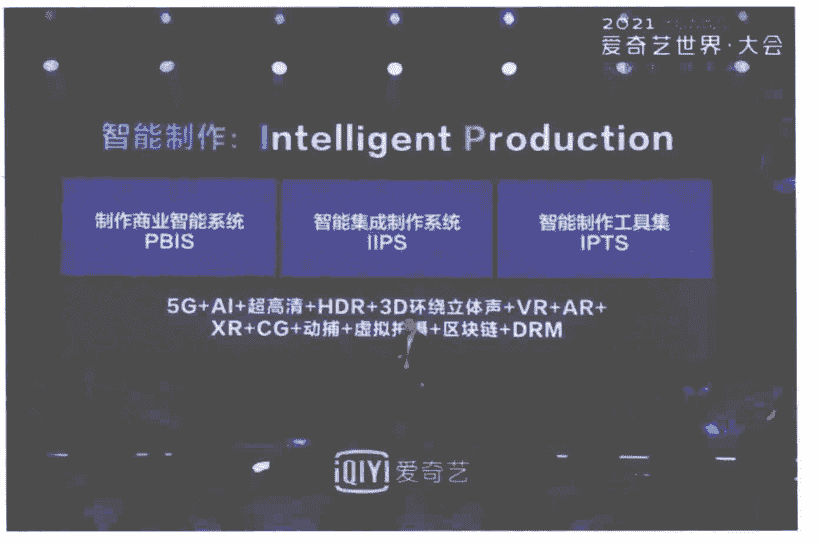 2021
爱奇艺世界·大会
智能制作：Intelligent Production
制作商业智能系统
PBIS
智能集成制作系统
IIPS
智能制作工具集
IPTS
5G+AI+超高清+HDR+3D环绕立体声+VR+AR+
XR+CG+动捕+虚拟拍+区块链+DRM
iQIYI 爱奇艺